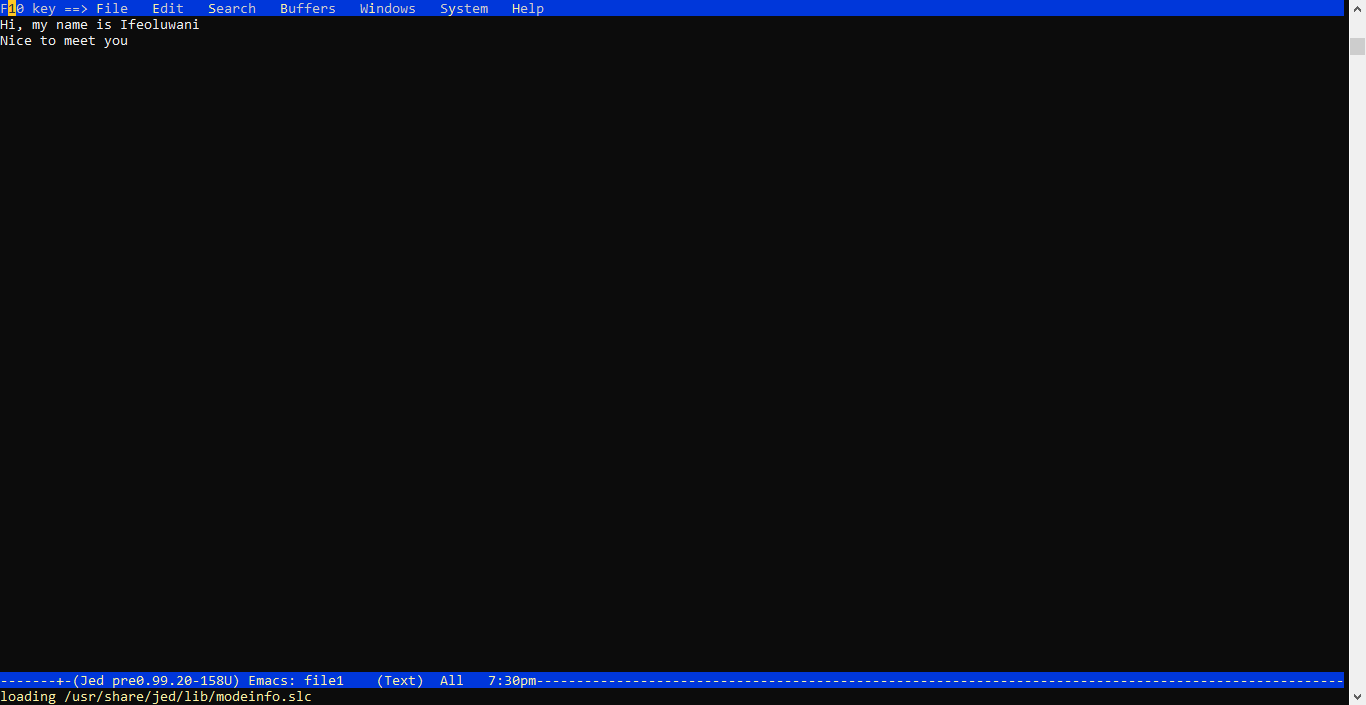 F10 key ==> File   Edit   Search   Buffers   Windows   System   Help
Hi, my name is Ifeoluwani
Nice to meet you
-------+-(Jed pre0.99.20-158U) Emacs: file1    (Text)  All   7:30pm-----------------------------------------------------------------------------------------------------
loading /usr/share/jed/lib/modeinfo.slc